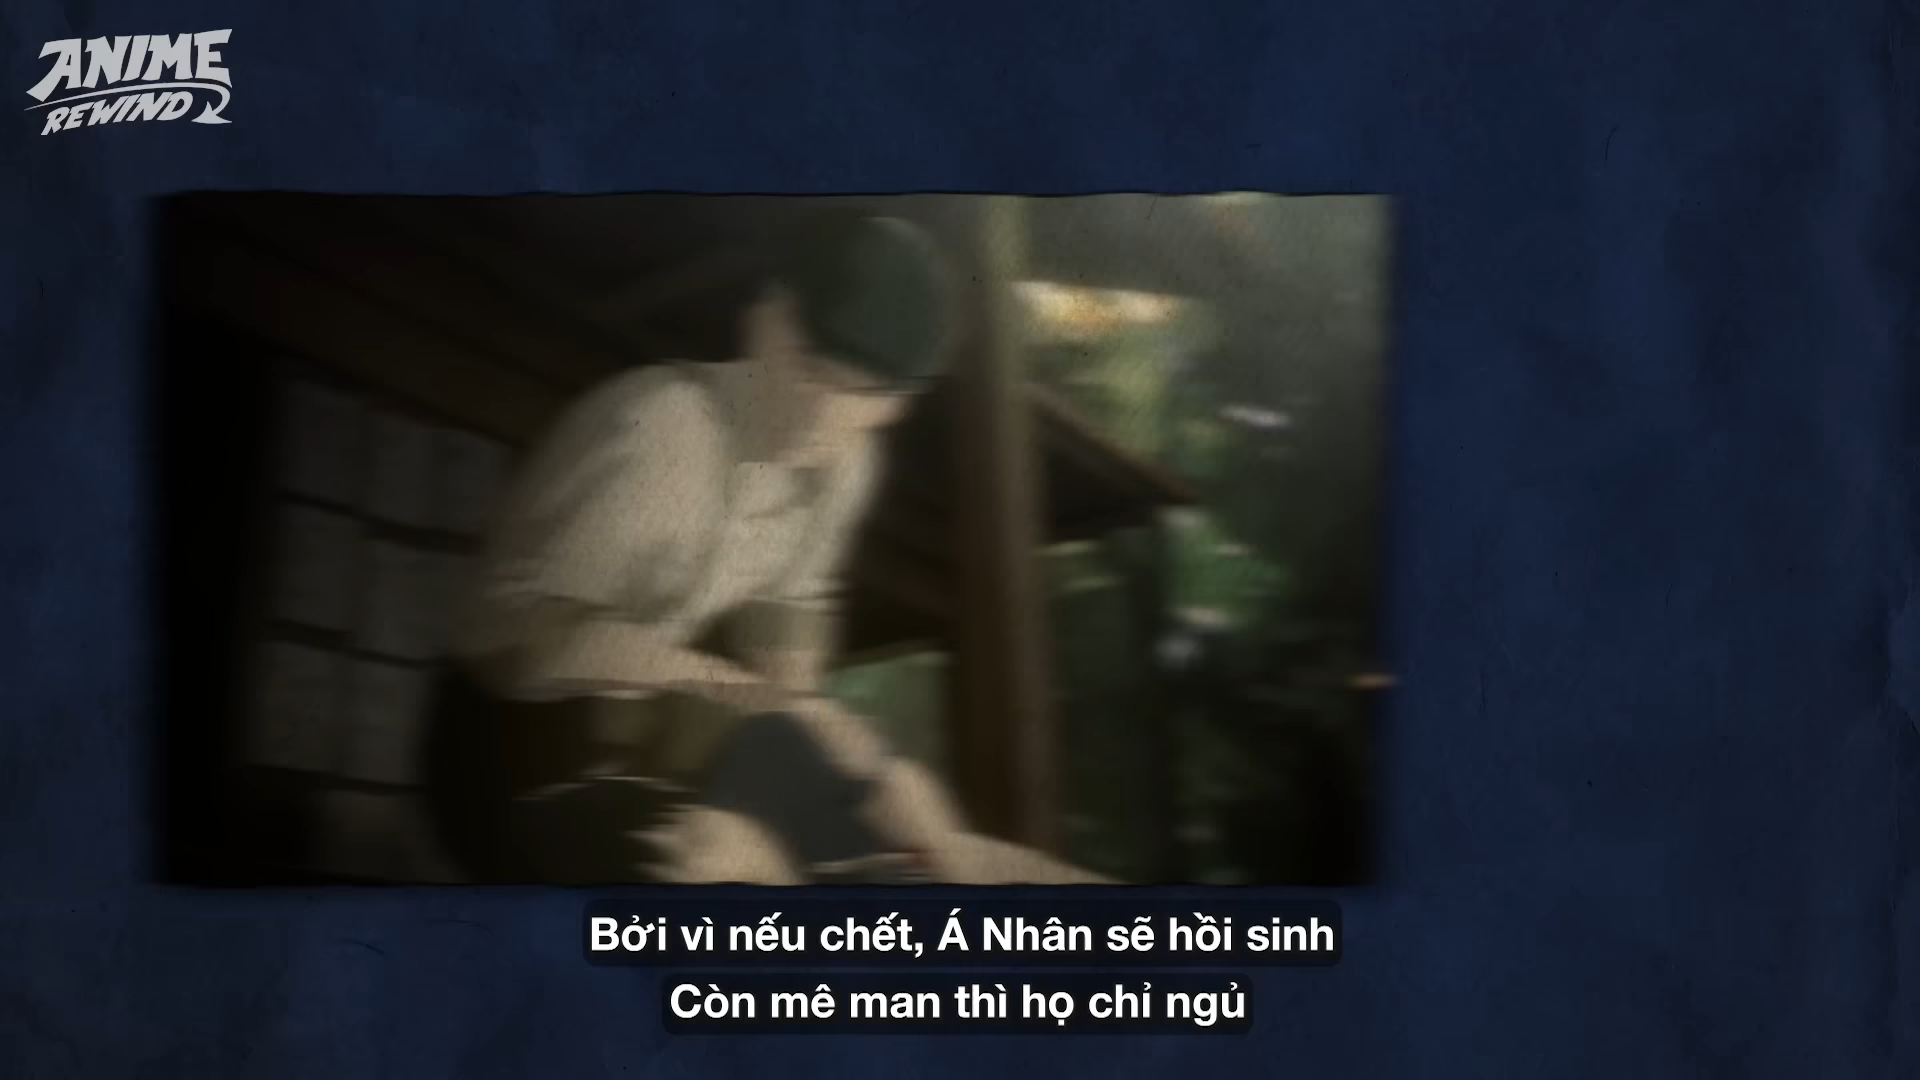 ANIME
REWIND
Bởi vì nếu chết, Á Nhân sẽ hồi sinh
Còn mê man thì họ chỉ ngủ